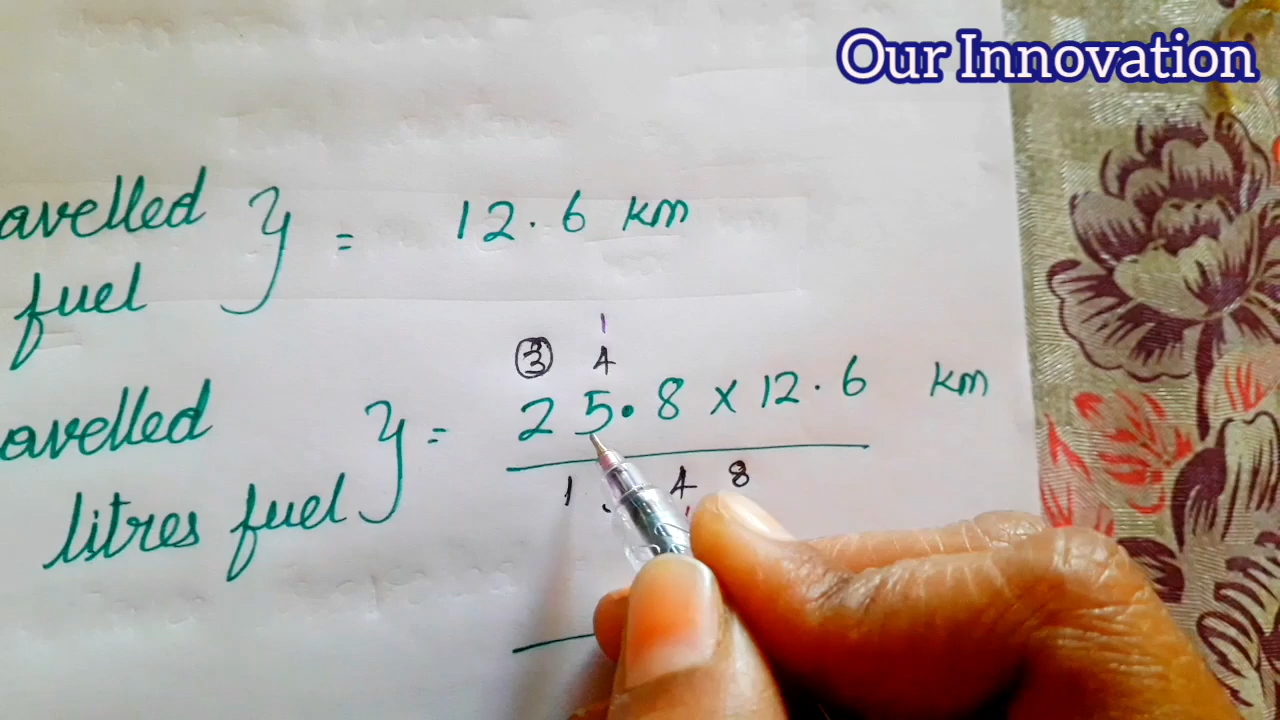 Our Innovation
avelled } = 12.6 km
fuel
1
3 4
avelled } = 25.8 x 12.6 km
litres fuel
1 4 8